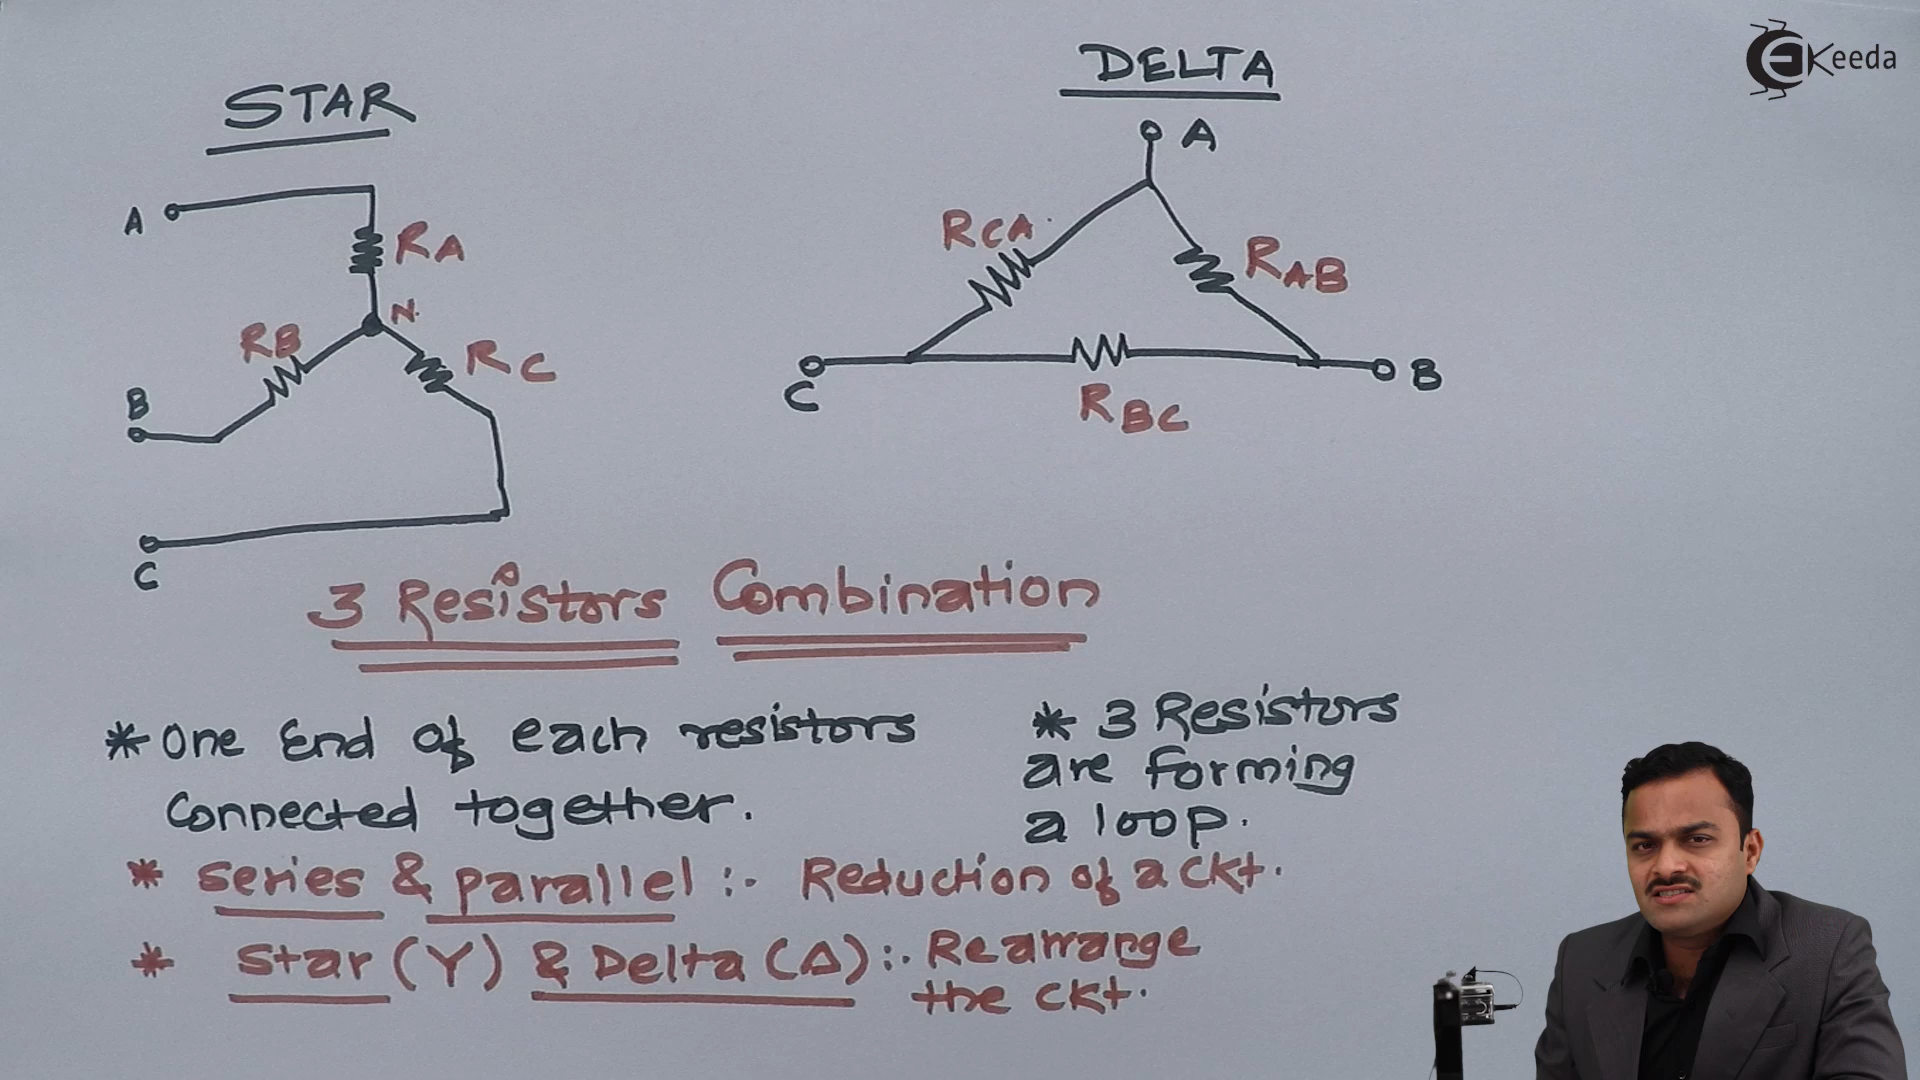 STAR
A
RA
N.
RB
RC
B
C
DELTA
A
RCA
RAB
C
B
RBC
Keeda
3 Resistors Combination
* One End of each resistors
Connected together.
* 3 Resistors
are forming
a loop.
* series & parallel :- Reduction of a ckt.
* Star (Y) & Delta (Δ) :- Rearrange
the ckt.